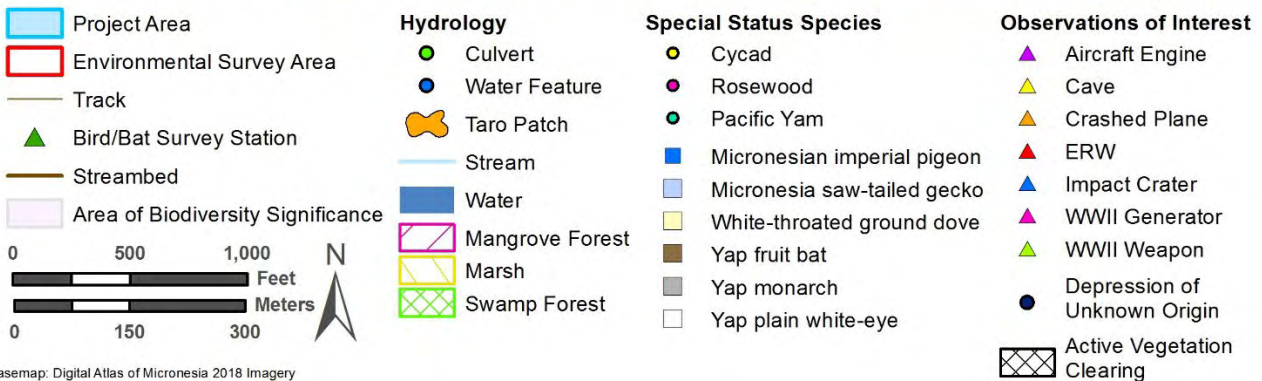 Project Area
Environmental Survey Area
Track
Bird/Bat Survey Station
Streambed
Area of Biodiversity Significance
0 500 1,000
Feet
Meters
0 150 300
N
asemap: Digital Atlas of Micronesia 2018 Imagery
Hydrology
Culvert
Water Feature
Taro Patch
Stream
Water
Mangrove Forest
Marsh
Swamp Forest
Special Status Species
Cycad
Rosewood
Pacific Yam
Micronesian imperial pigeon
Micronesia saw-tailed gecko
White-throated ground dove
Yap fruit bat
Yap monarch
Yap plain white-eye
Observations of Interest
Aircraft Engine
Cave
Crashed Plane
ERW
Impact Crater
WWII Generator
WWII Weapon
Depression of
Unknown Origin
Active Vegetation
Clearing